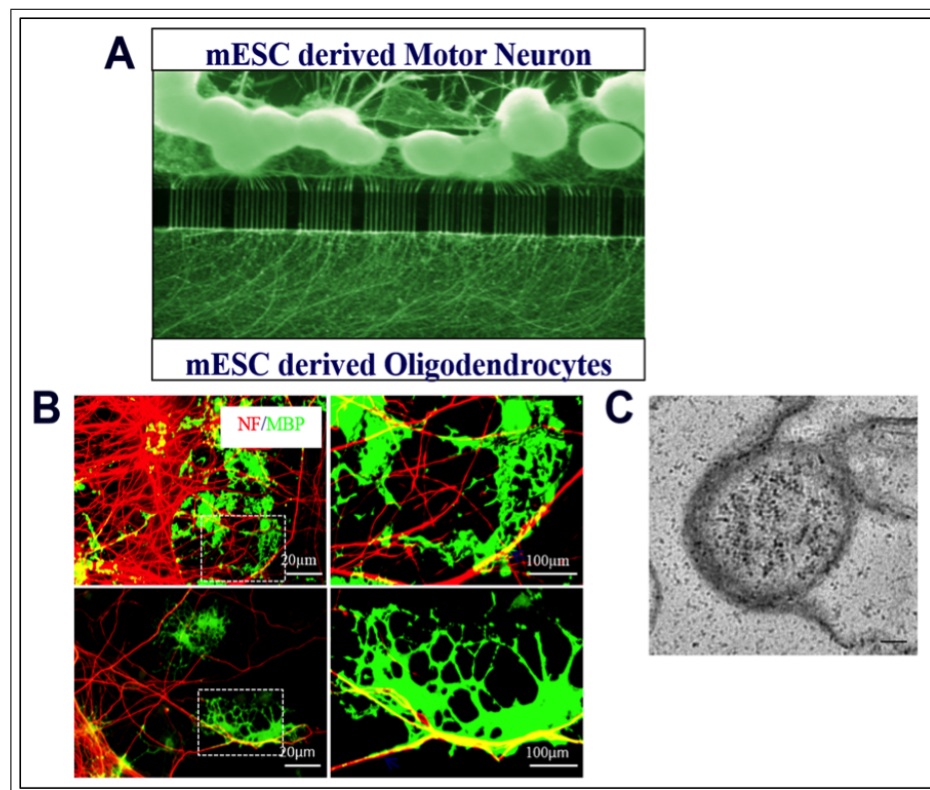 A
mESC derived Motor Neuron
mESC derived Oligodendrocytes
B
NF/MBP
20µm
100µm
20µm
100µm
C